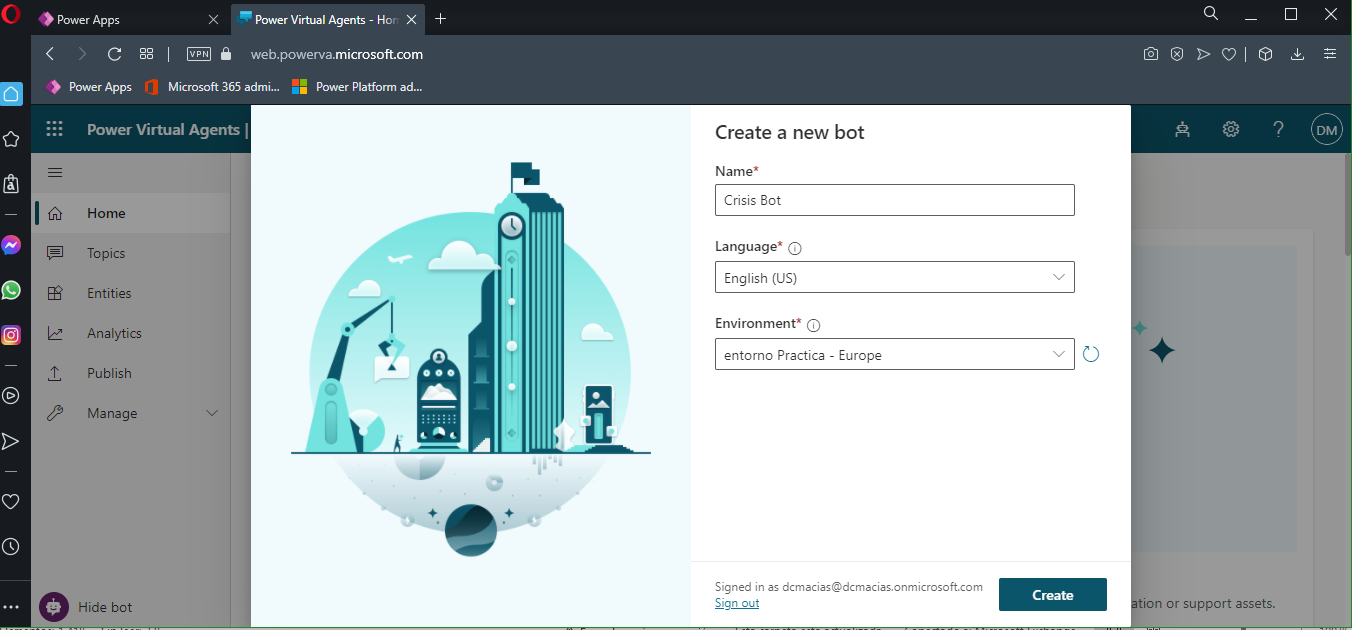 Power Apps
Power Virtual Agents - Hom
VPN
web.powerva.microsoft.com
Power Apps
Microsoft 365 admi...
Power Platform ad...
Power Virtual Agents |
DM
Home
Topics
Entities
Analytics
Publish
Manage
Hide bot
Create a new bot
Name*
Crisis Bot
Language*
English (US)
Environment*
entorno Practica - Europe
Signed in as dcmacias@dcmacias.onmicrosoft.com
Sign out
Create
ation or support assets.